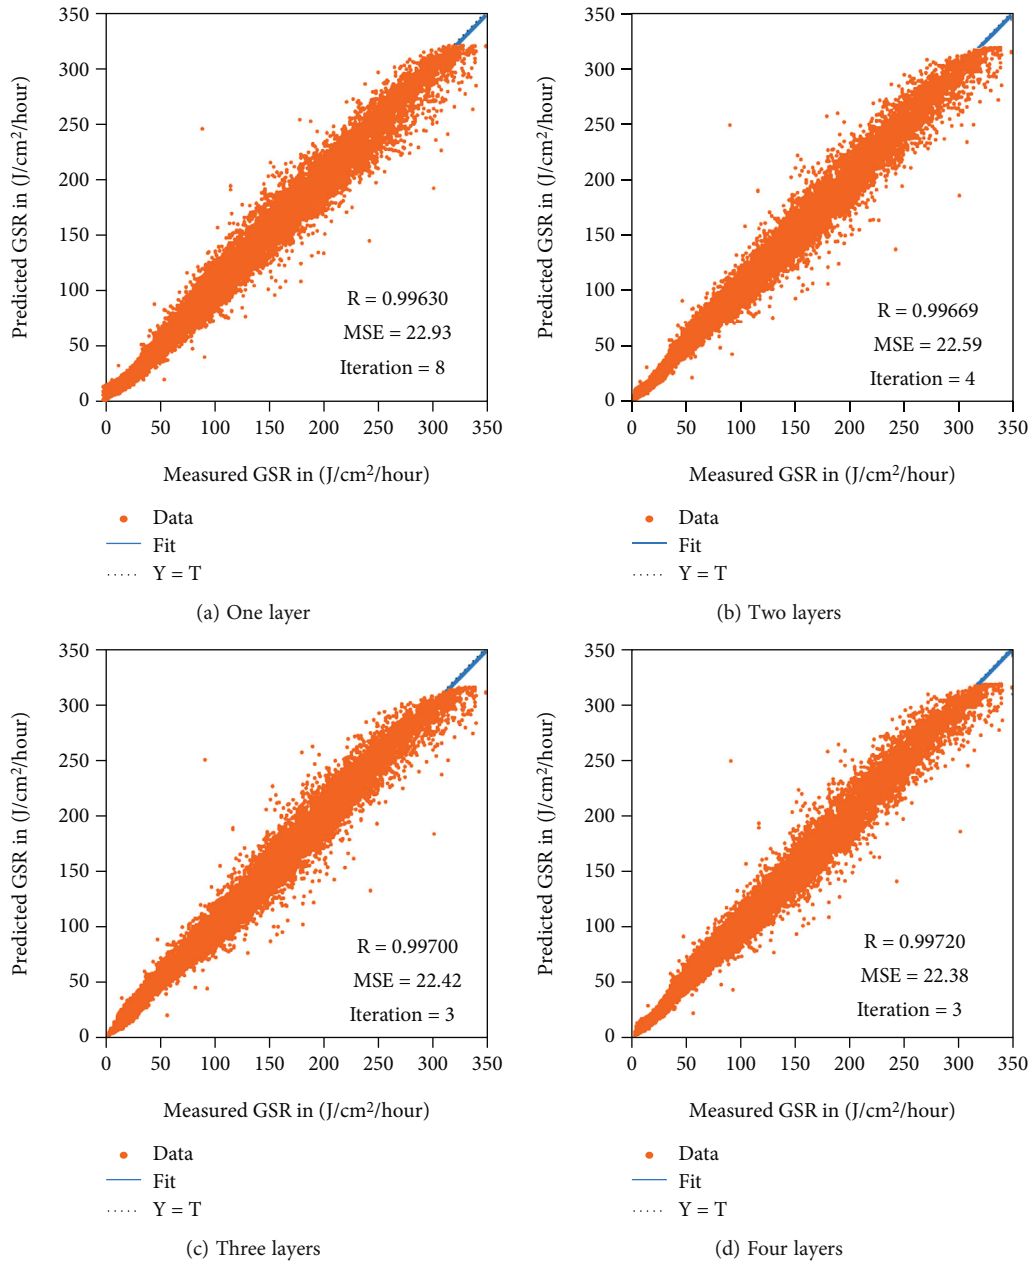 350
300
250
200
150
100
50
0
Predicted GSR in (J/cm²/hour)
R = 0.99630
MSE = 22.93
Iteration = 8
0 50 100 150 200 250 300 350
Measured GSR in (J/cm²/hour)
Data
Fit
Y = T
(a) One layer
350
300
250
200
150
100
50
0
Predicted GSR in (J/cm²/hour)
R = 0.99669
MSE = 22.59
Iteration = 4
0 50 100 150 200 250 300 350
Measured GSR in (J/cm²/hour)
Data
Fit
Y = T
(b) Two layers
350
300
250
200
150
100
50
0
Predicted GSR in (J/cm²/hour)
R = 0.99700
MSE = 22.42
Iteration = 3
0 50 100 150 200 250 300 350
Measured GSR in (J/cm²/hour)
Data
Fit
Y = T
(c) Three layers
350
300
250
200
150
100
50
0
Predicted GSR in (J/cm²/hour)
R = 0.99720
MSE = 22.38
Iteration = 3
0 50 100 150 200 250 300 350
Measured GSR in (J/cm²/hour)
Data
Fit
Y = T
(d) Four layers